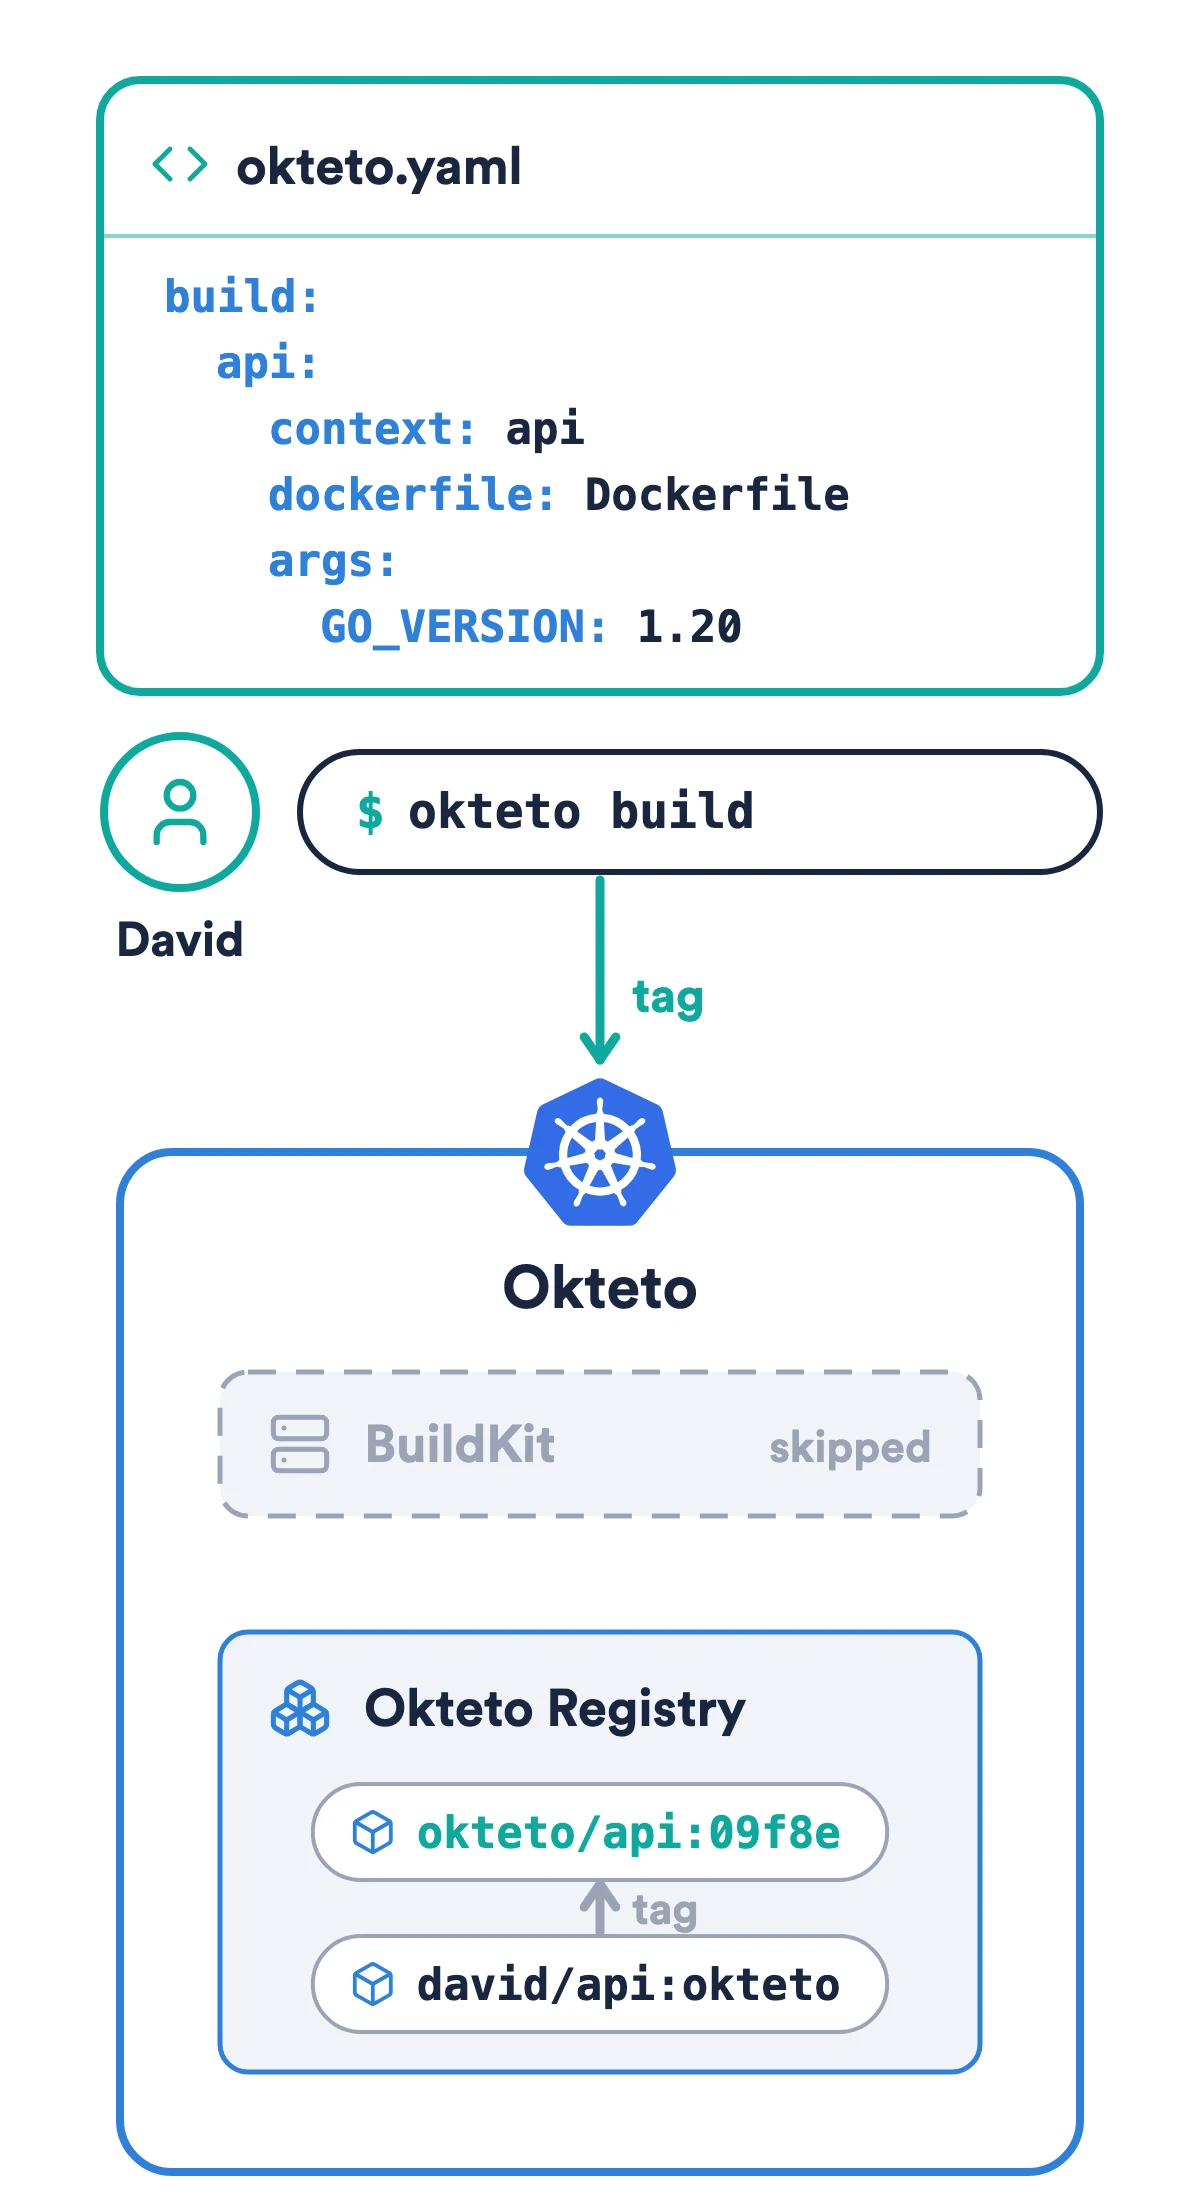 okteto.yaml
build:
  api:
    context: api
    dockerfile: Dockerfile
    args:
      GO_VERSION: 1.20
$ okteto build
David
tag
Okteto
BuildKit skipped
Okteto Registry
okteto/api:09f8e
tag
david/api:okteto